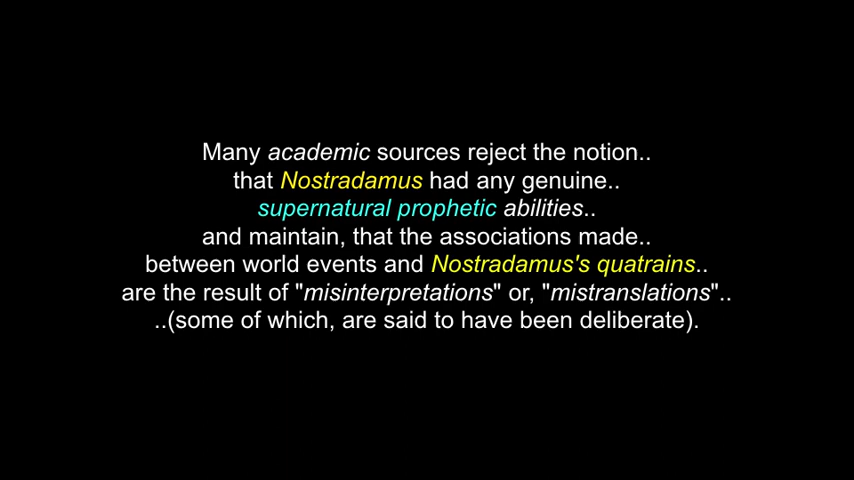 Many academic sources reject the notion..
that Nostradamus had any genuine..
supernatural prophetic abilities..
and maintain, that the associations made..
between world events and Nostradamus's quatrains..
are the result of "misinterpretations" or, "mistranslations"..
..(some of which, are said to have been deliberate).